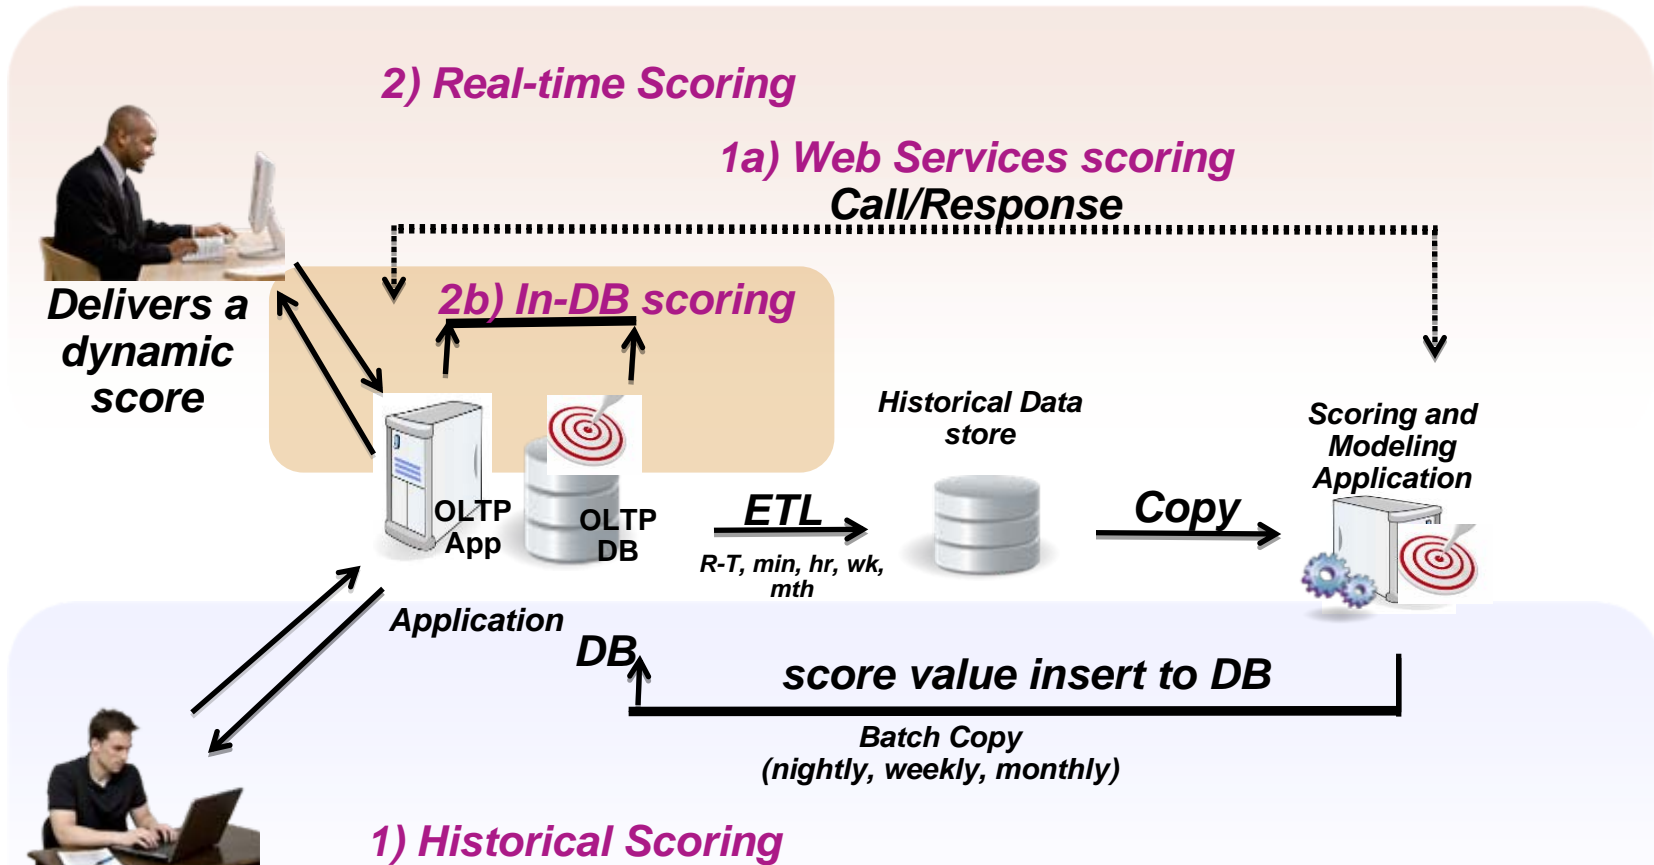 2) Real-time Scoring
1a) Web Services scoring
Call/Response
Delivers a
dynamic
score
2b) In-DB scoring
Historical Data
store
Scoring and
Modeling
Application
OLTP
App
OLTP
DB
ETL
R-T, min, hr, wk,
mth
Copy
Application
DB
score value insert to DB
Batch Copy
(nightly, weekly, monthly)
1) Historical Scoring